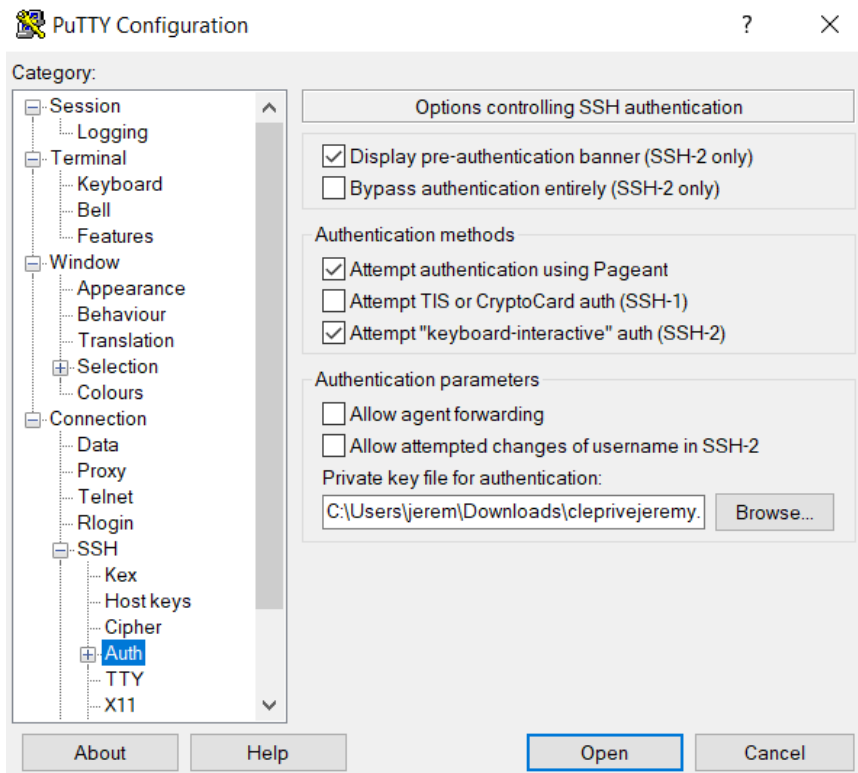 PuTTY Configuration
?
Category:
Session
Logging
Terminal
Keyboard
Bell
Features
Window
Appearance
Behaviour
Translation
Selection
Colours
Connection
Data
Proxy
Telnet
Rlogin
SSH
Kex
Host keys
Cipher
Auth
TTY
X11
Options controlling SSH authentication
Display pre-authentication banner (SSH-2 only)
Bypass authentication entirely (SSH-2 only)
Authentication methods
Attempt authentication using Pageant
Attempt TIS or CryptoCard auth (SSH-1)
Attempt "keyboard-interactive" auth (SSH-2)
Authentication parameters
Allow agent forwarding
Allow attempted changes of username in SSH-2
Private key file for authentication:
C:\Users\jerem\Downloads\cleprivejeremy.
Browse...
About
Help
Open
Cancel